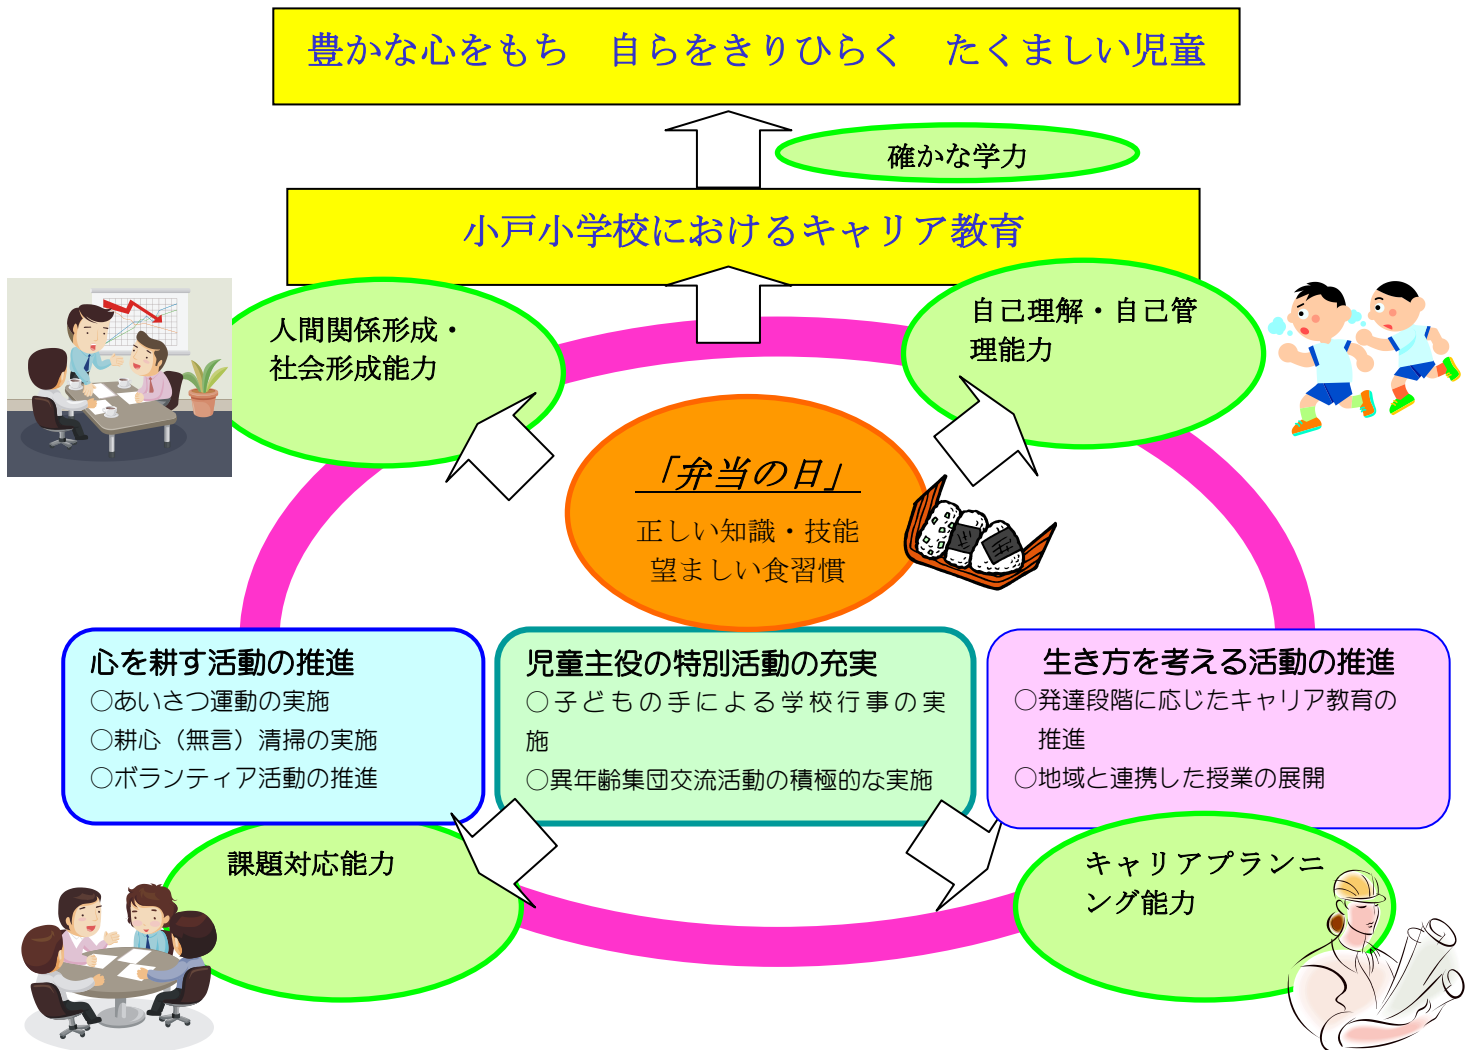 豊かな心をもち　自らをきりひらく　たくましい児童
確かな学力
小戸小学校におけるキャリア教育
人間関係形成・
社会形成能力
自己理解・自己管
理能力
「弁当の日」
正しい知識・技能
望ましい食習慣
心を耕す活動の推進
○あいさつ運動の実施
○耕心（無言）清掃の実施
○ボランティア活動の推進
児童主役の特別活動の充実
○子どもの手による学校行事の実
施
○異年齢集団交流活動の積極的な実施
生き方を考える活動の推進
○発達段階に応じたキャリア教育の
推進
○地域と連携した授業の展開
課題対応能力
キャリアプランニ
ング能力